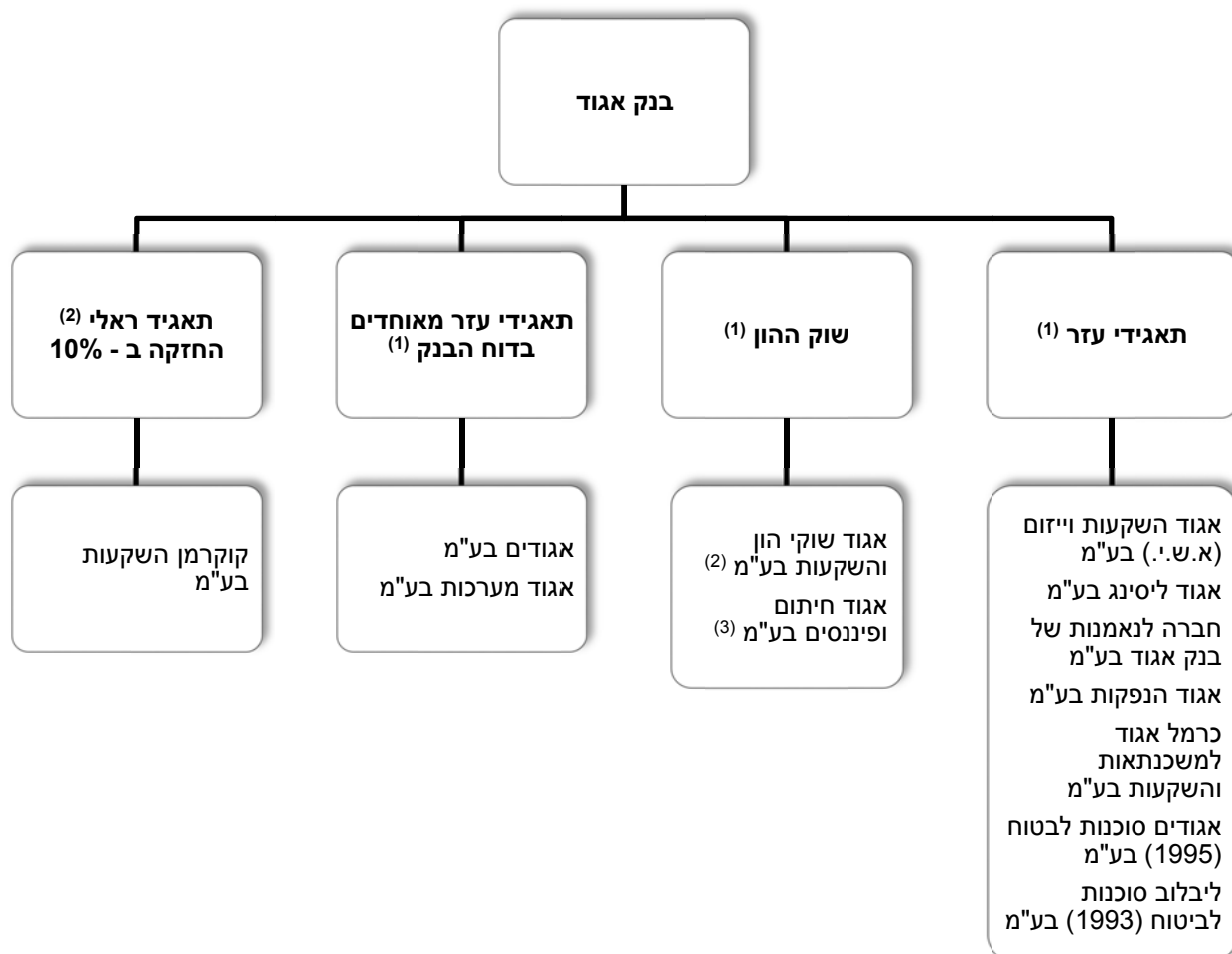 בנק אגוד
תאגידי עזר (1)
שוק ההון (1)
תאגידי עזר מאוחדים
בדוח הבנק (1)
תאגיד ראלי (2)
החזקה ב - 10%
אגוד השקעות וייזום
(א.ש.י.) בע"מ
אגוד ליסינג בע"מ
חברה לנאמנות של
בנק אגוד בע"מ
אגוד הנפקות בע"מ
כרמל אגוד
למשכנתאות
והשקעות בע"מ
אגודים סוכנות לבטוח
(1995) בע"מ
ליבלוב סוכנות
לביטוח (1993) בע"מ
אגוד שוקי הון
והשקעות בע"מ (2)
אגוד חיתום
ופיננסים בע"מ (3)
אגודים בע"מ
אגוד מערכות בע"מ
קוקרמן השקעות
בע"מ